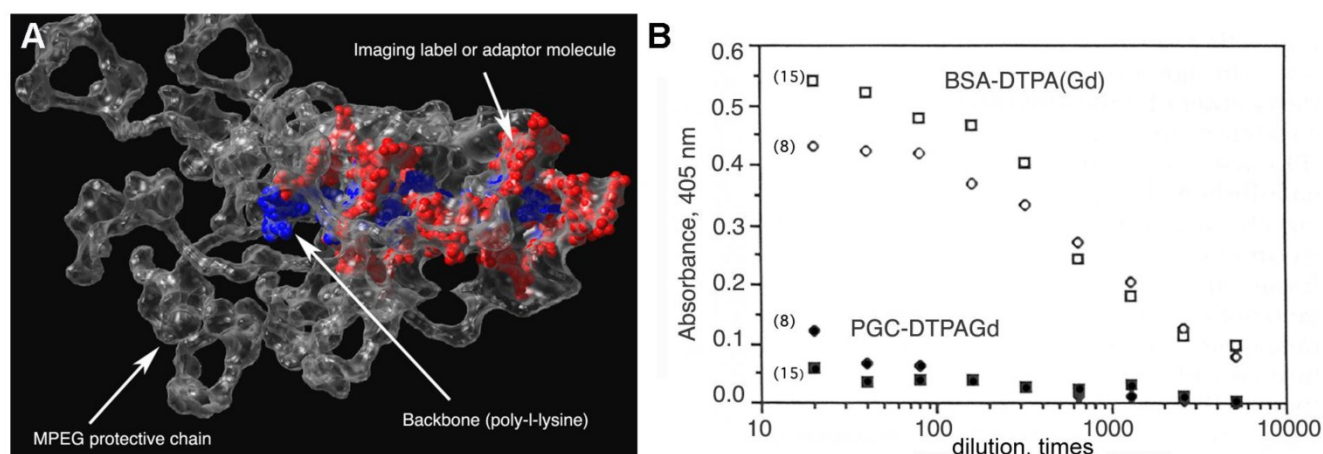 A
Imaging label or adaptor molecule
Backbone (poly-l-lysine)
MPEG protective chain
B
Absorbance, 405 nm
0.6
0.5
0.4
0.3
0.2
0.1
0.0
(15)
BSA-DTPA(Gd)
(8)
(8)
PGC-DTPAGd
(15)
10
100
1000
10000
dilution, times